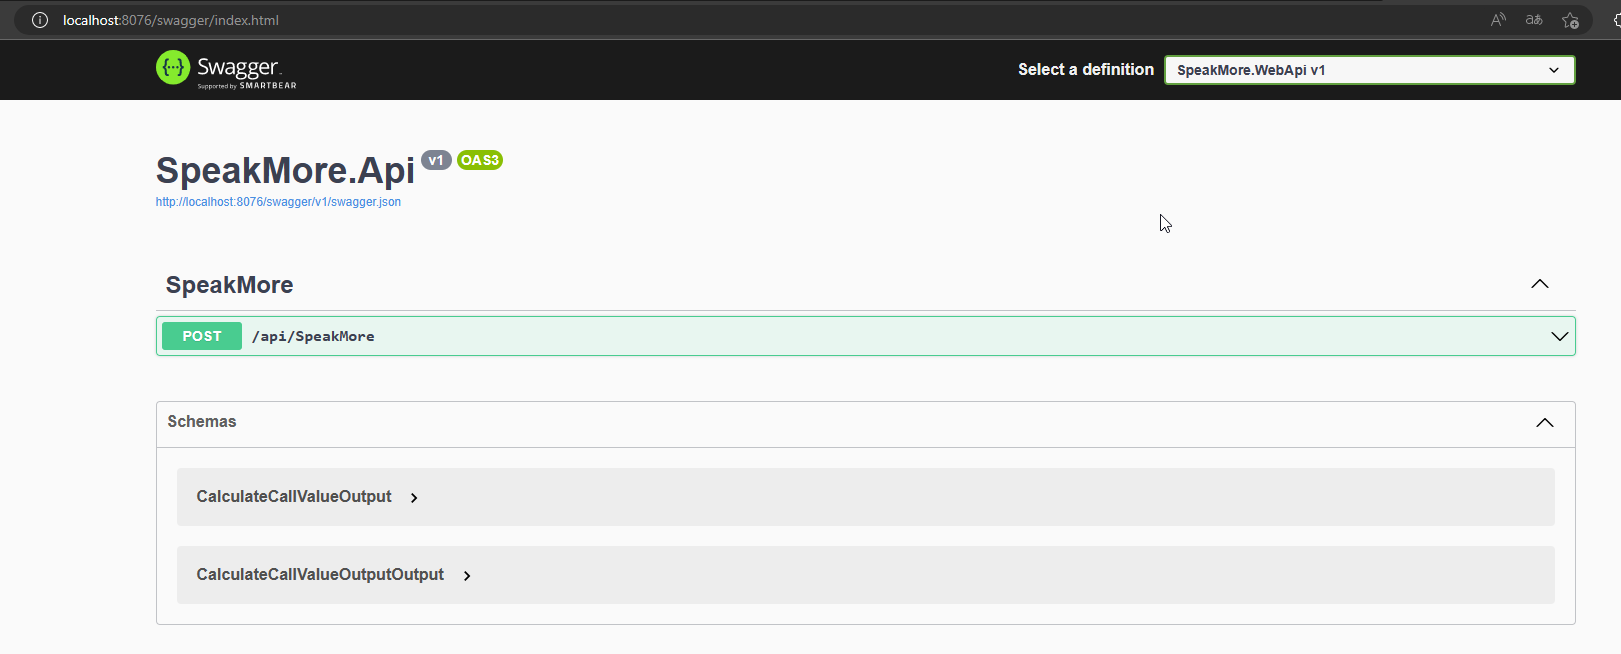 localhost:8076/swagger/index.html
Swagger
Supported by SMARTBEAR
Select a definition
SpeakMore.WebApi v1
SpeakMore.Api v1 OAS3
http://localhost:8076/swagger/v1/swagger.json
SpeakMore
POST /api/SpeakMore
Schemas
CalculateCallValueOutput
CalculateCallValueOutputOutput